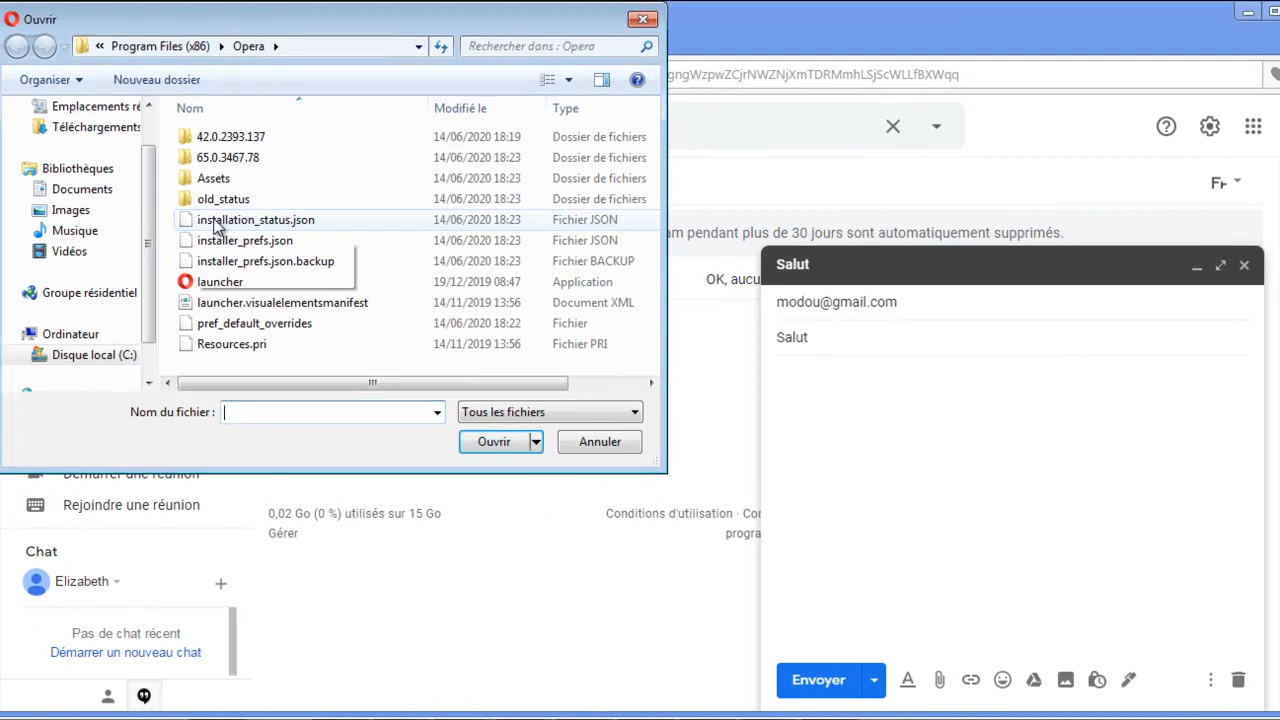 Ouvrir
« Program Files (x86) Opera
Rechercher dans : Opera
Organiser
Nouveau dossier
Emplacements ré
Téléchargements
Bibliothèques
Documents
Images
Musique
Vidéos
Groupe résidentiel
Ordinateur
Disque local (C:)
Nom Modifié le Type
42.0.2393.137 14/06/2020 18:19 Dossier de fichiers
65.0.3467.78 14/06/2020 18:23 Dossier de fichiers
Assets 14/06/2020 18:23 Dossier de fichiers
old_status 14/06/2020 18:23 Dossier de fichiers
installation_status.json 14/06/2020 18:23 Fichier JSON
installer_prefs.json 14/06/2020 18:23 Fichier JSON
installer_prefs.json.backup 14/06/2020 18:23 Fichier BACKUP
launcher 19/12/2019 08:47 Application
launcher.visualelementsmanifest 14/11/2019 13:56 Document XML
pref_default_overrides 14/06/2020 18:22 Fichier
Resources.pri 14/11/2019 13:56 Fichier PRI
Nom du fichier :
Tous les fichiers
Ouvrir
Annuler
Fr
am pendant plus de 30 jours sont automatiquement supprimés.
OK, aucu
Rejoindre une réunion
0,02 Go (0 %) utilisés sur 15 Go
Gérer
Conditions d'utilisation · Con
progra
Chat
Elizabeth
Pas de chat récent
Démarrer un nouveau chat
Salut
modou@gmail.com
Salut
Envoyer